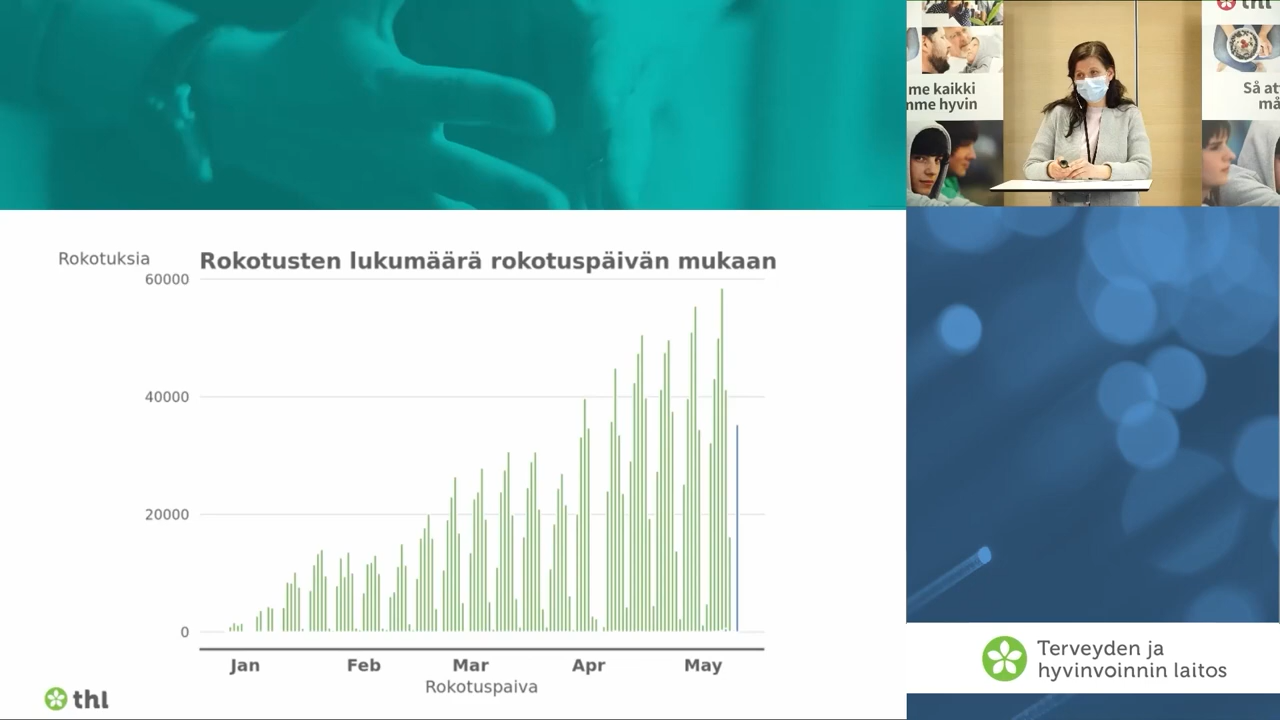 thl
me kaikki
nme hyvin
Så at
må
Rokotuksia
Rokotusten lukumäärä rokotuspäivän mukaan
60000
40000
20000
0
Jan
Feb
Mar
Apr
May
Rokotuspaiva
thl
Terveyden ja
hyvinvoinnin laitos